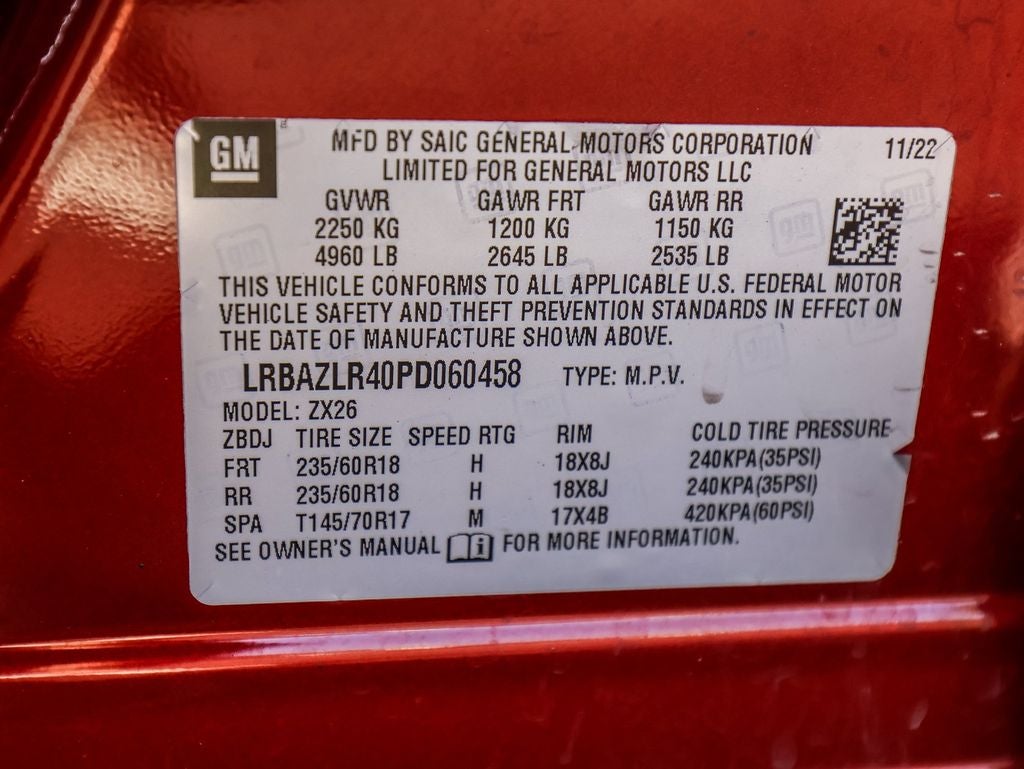 GM
MFD BY SAIC GENERAL MOTORS CORPORATION 11/22
LIMITED FOR GENERAL MOTORS LLC
GVWR GAWR FRT GAWR RR
2250 KG 1200 KG 1150 KG
4960 LB 2645 LB 2535 LB
THIS VEHICLE CONFORMS TO ALL APPLICABLE U.S. FEDERAL MOTOR
VEHICLE SAFETY AND THEFT PREVENTION STANDARDS IN EFFECT ON
THE DATE OF MANUFACTURE SHOWN ABOVE.
LRBAZLR40PD060458 TYPE: M.P.V.
MODEL: ZX26
ZBDJ TIRE SIZE SPEED RTG RIM COLD TIRE PRESSURE
FRT 235/60R18 H 18X8J 240KPA(35PSI)
RR 235/60R18 H 18X8J 240KPA(35PSI)
SPA T145/70R17 M 17X4B 420KPA(60PSI)
SEE OWNER'S MANUAL i FOR MORE INFORMATION.